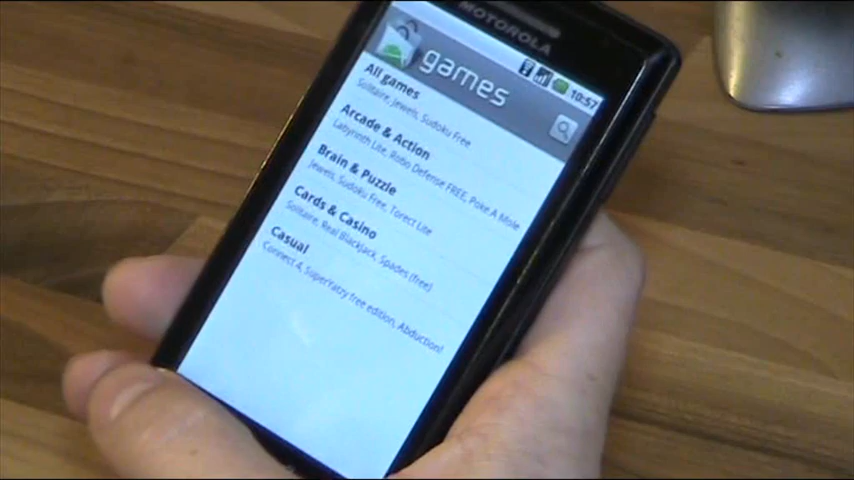 MOTOROLA
10:57
games
All games
Solitaire, Jewels, Sudoku Free
Arcade & Action
Labyrinth Lite, Robo Defense FREE, Poke A Mole
Brain & Puzzle
Jewels, Sudoku Free, Torect Lite
Cards & Casino
Solitaire, Real BlackJack, Spades (free)
Casual
Connect 4, SuperYatzy free edition, Abduction!